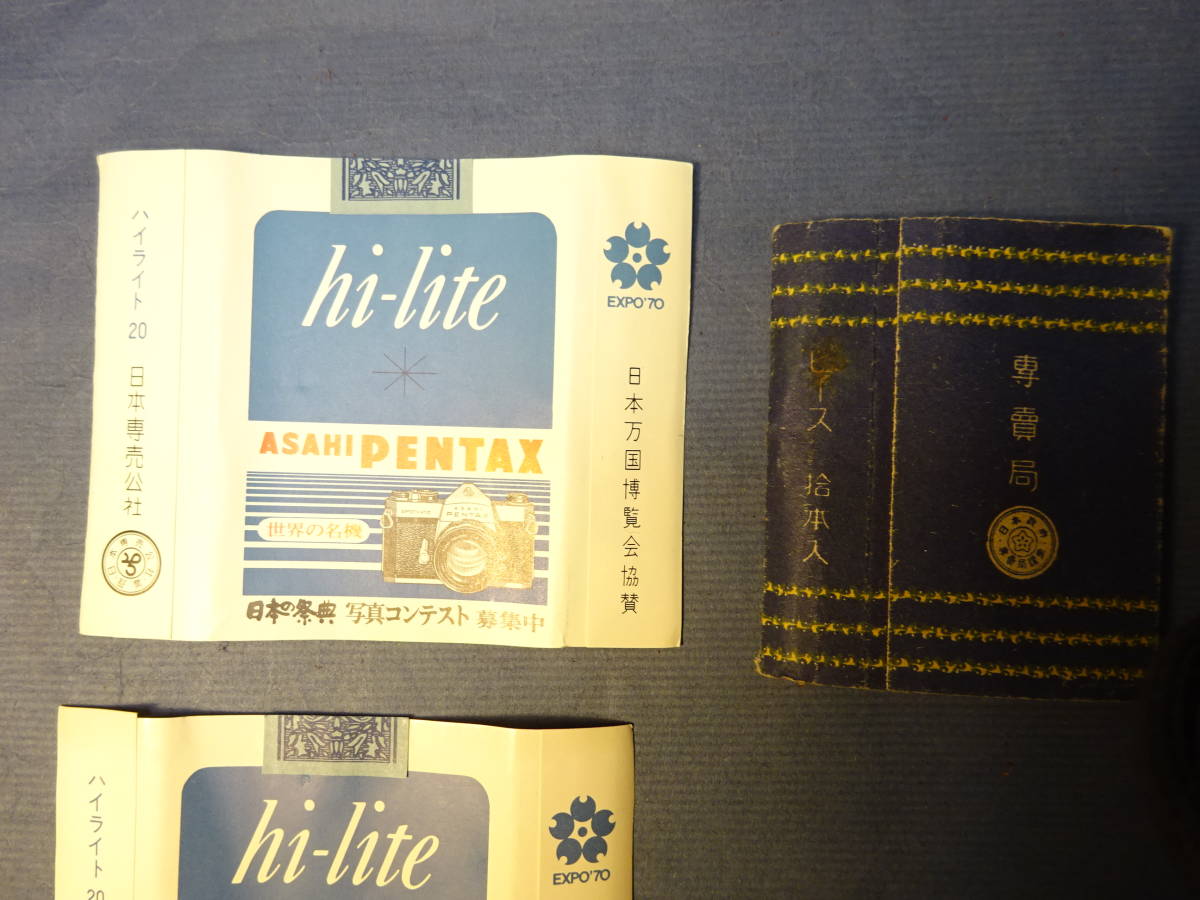 ハイライト 20 日本専売公社
hi-lite
ASAHI PENTAX
世界の名機
ASAHI
PENTAX
日本の祭典 写真コンテスト 募集中
EXPO'70
日本万国博覧会協賛
ピース 拾本入
専賣局
ハイライト 20
hi-lite
EXPO'70